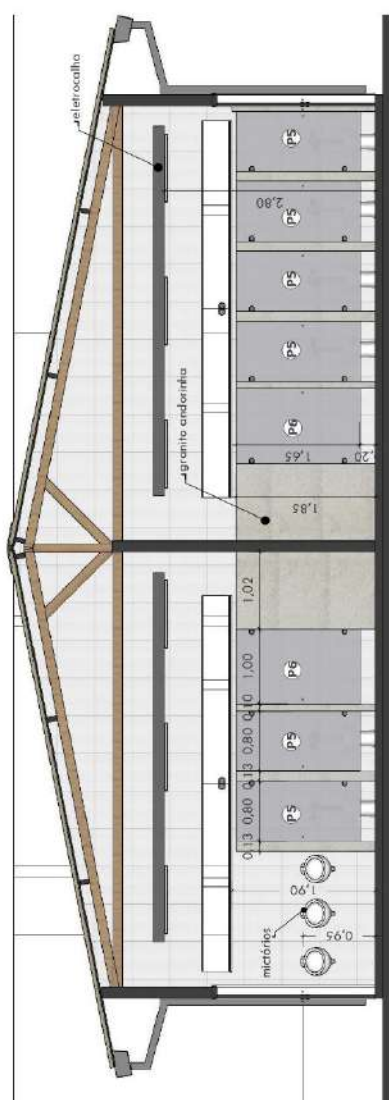 eletrocalha
granito andorinha
2,80
0,13 0,80 0,13 0,80 0,10 1,00 1,02
mictórios
1,90
0,95
1,85
1,65
,20
P5 P5 P6 P6 P5 P5 P5 P5